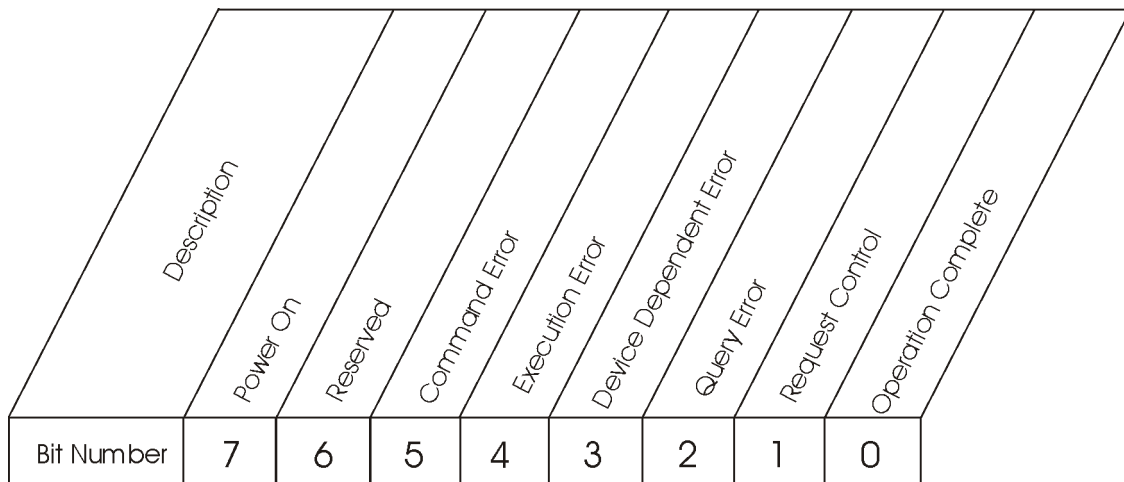 Description
Power On
Reserved
Command Error
Execution Error
Device Dependent Error
Query Error
Request Control
Operation Complete
Bit Number 7 6 5 4 3 2 1 0